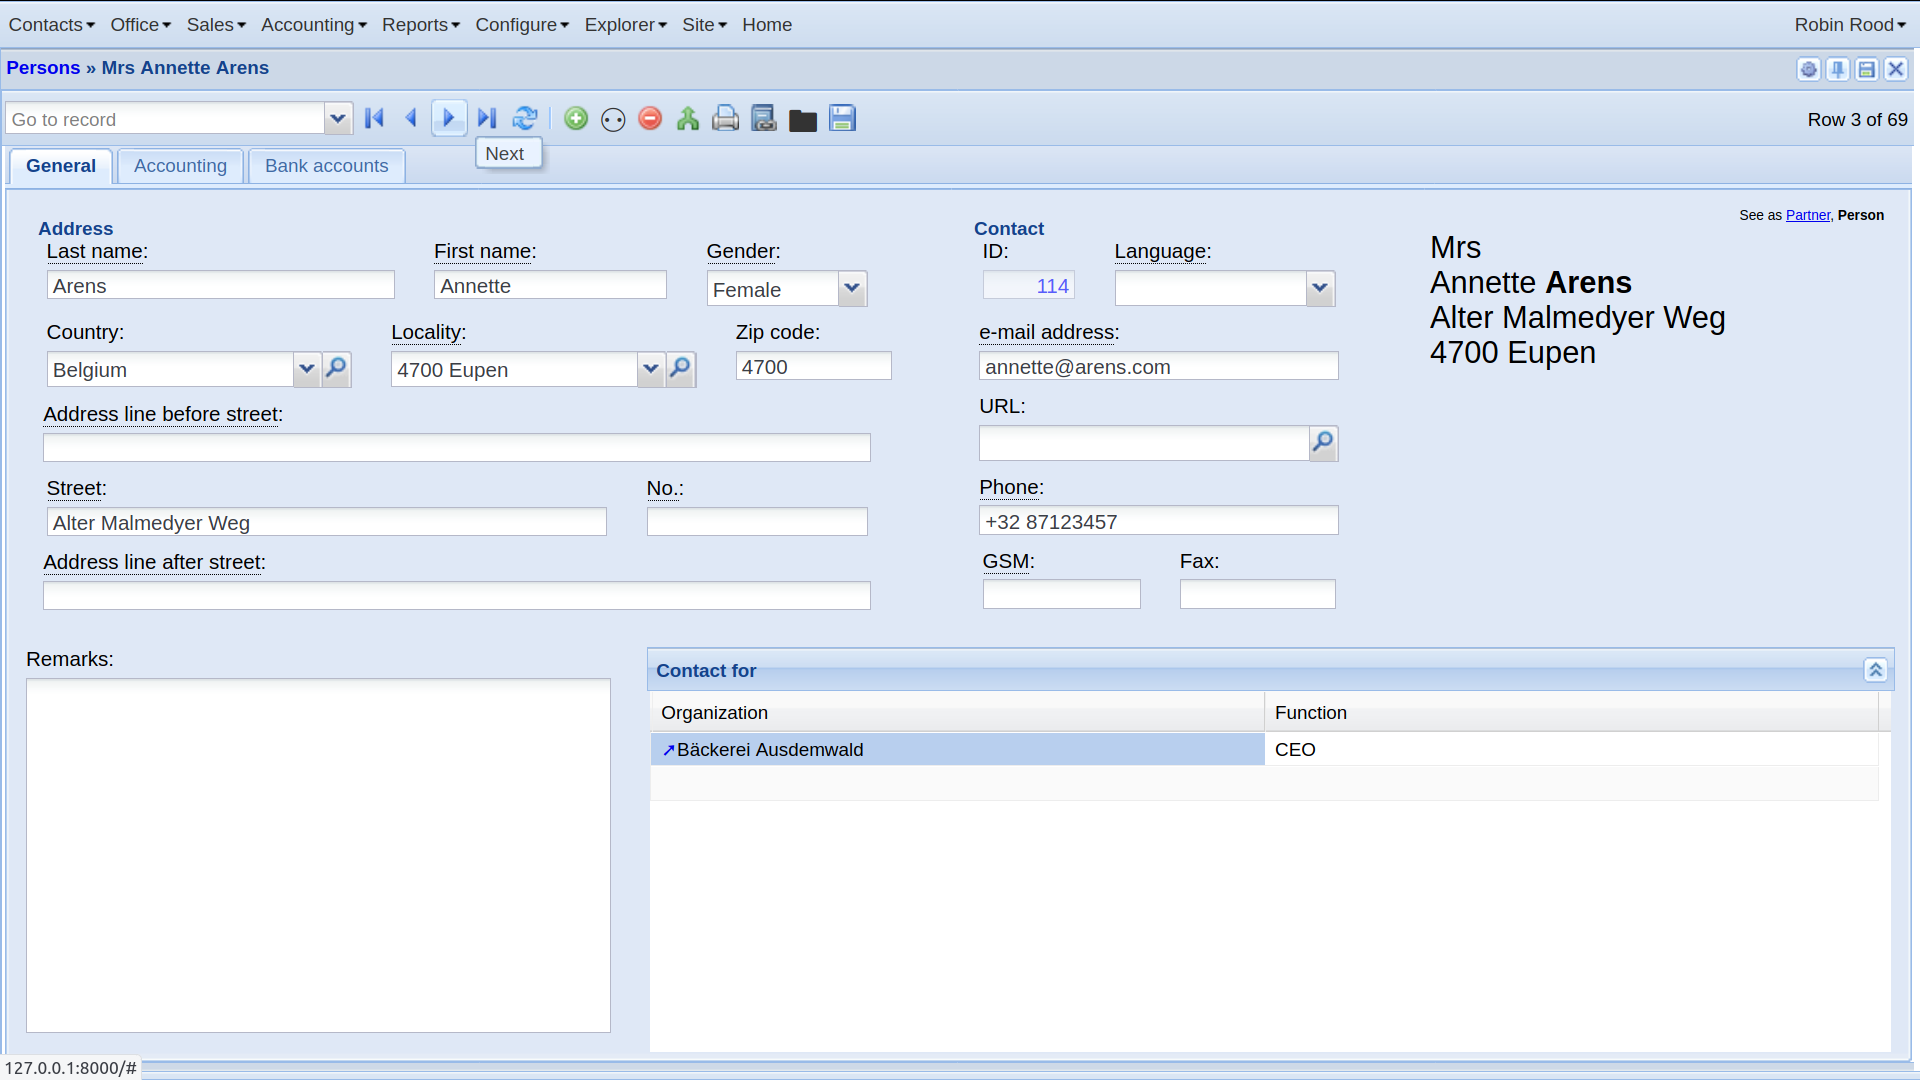 Contacts Office Sales Accounting Reports Configure Explorer Site Home Robin Rood
Persons » Mrs Annette Arens
Go to record Row 3 of 69
Next
General Accounting Bank accounts
See as Partner, Person
Address
Last name: First name: Gender:
Arens Annette Female
Country: Locality: Zip code:
Belgium 4700 Eupen 4700
Address line before street:
Street: No.:
Alter Malmedyer Weg
Address line after street:
Contact
ID: Language:
114
e-mail address:
annette@arens.com
URL:
Phone:
+32 87123457
GSM: Fax:
Mrs
Annette Arens
Alter Malmedyer Weg
4700 Eupen
Remarks:
Contact for
Organization Function
Bäckerei Ausdemwald CEO
127.0.0.1:8000/#